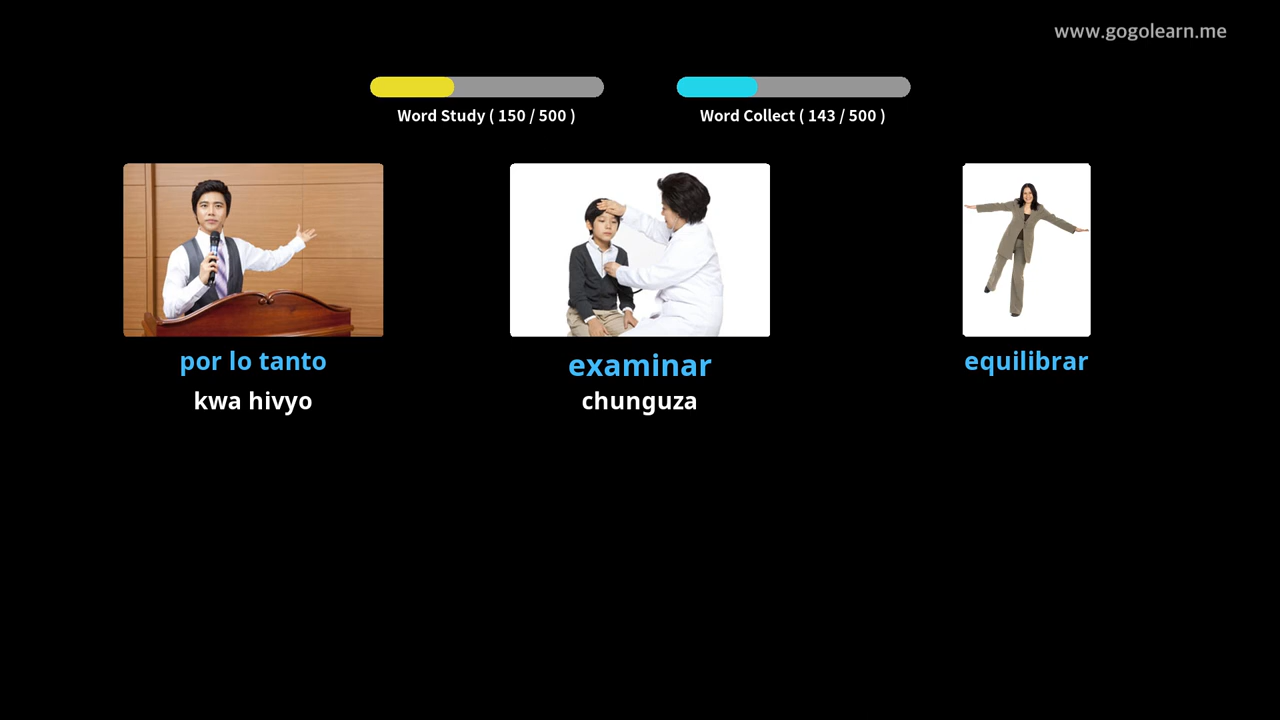 www.gogolearn.me
Word Study ( 150 / 500 )
Word Collect ( 143 / 500 )
por lo tanto
kwa hivyo
examinar
chunguza
equilibrar